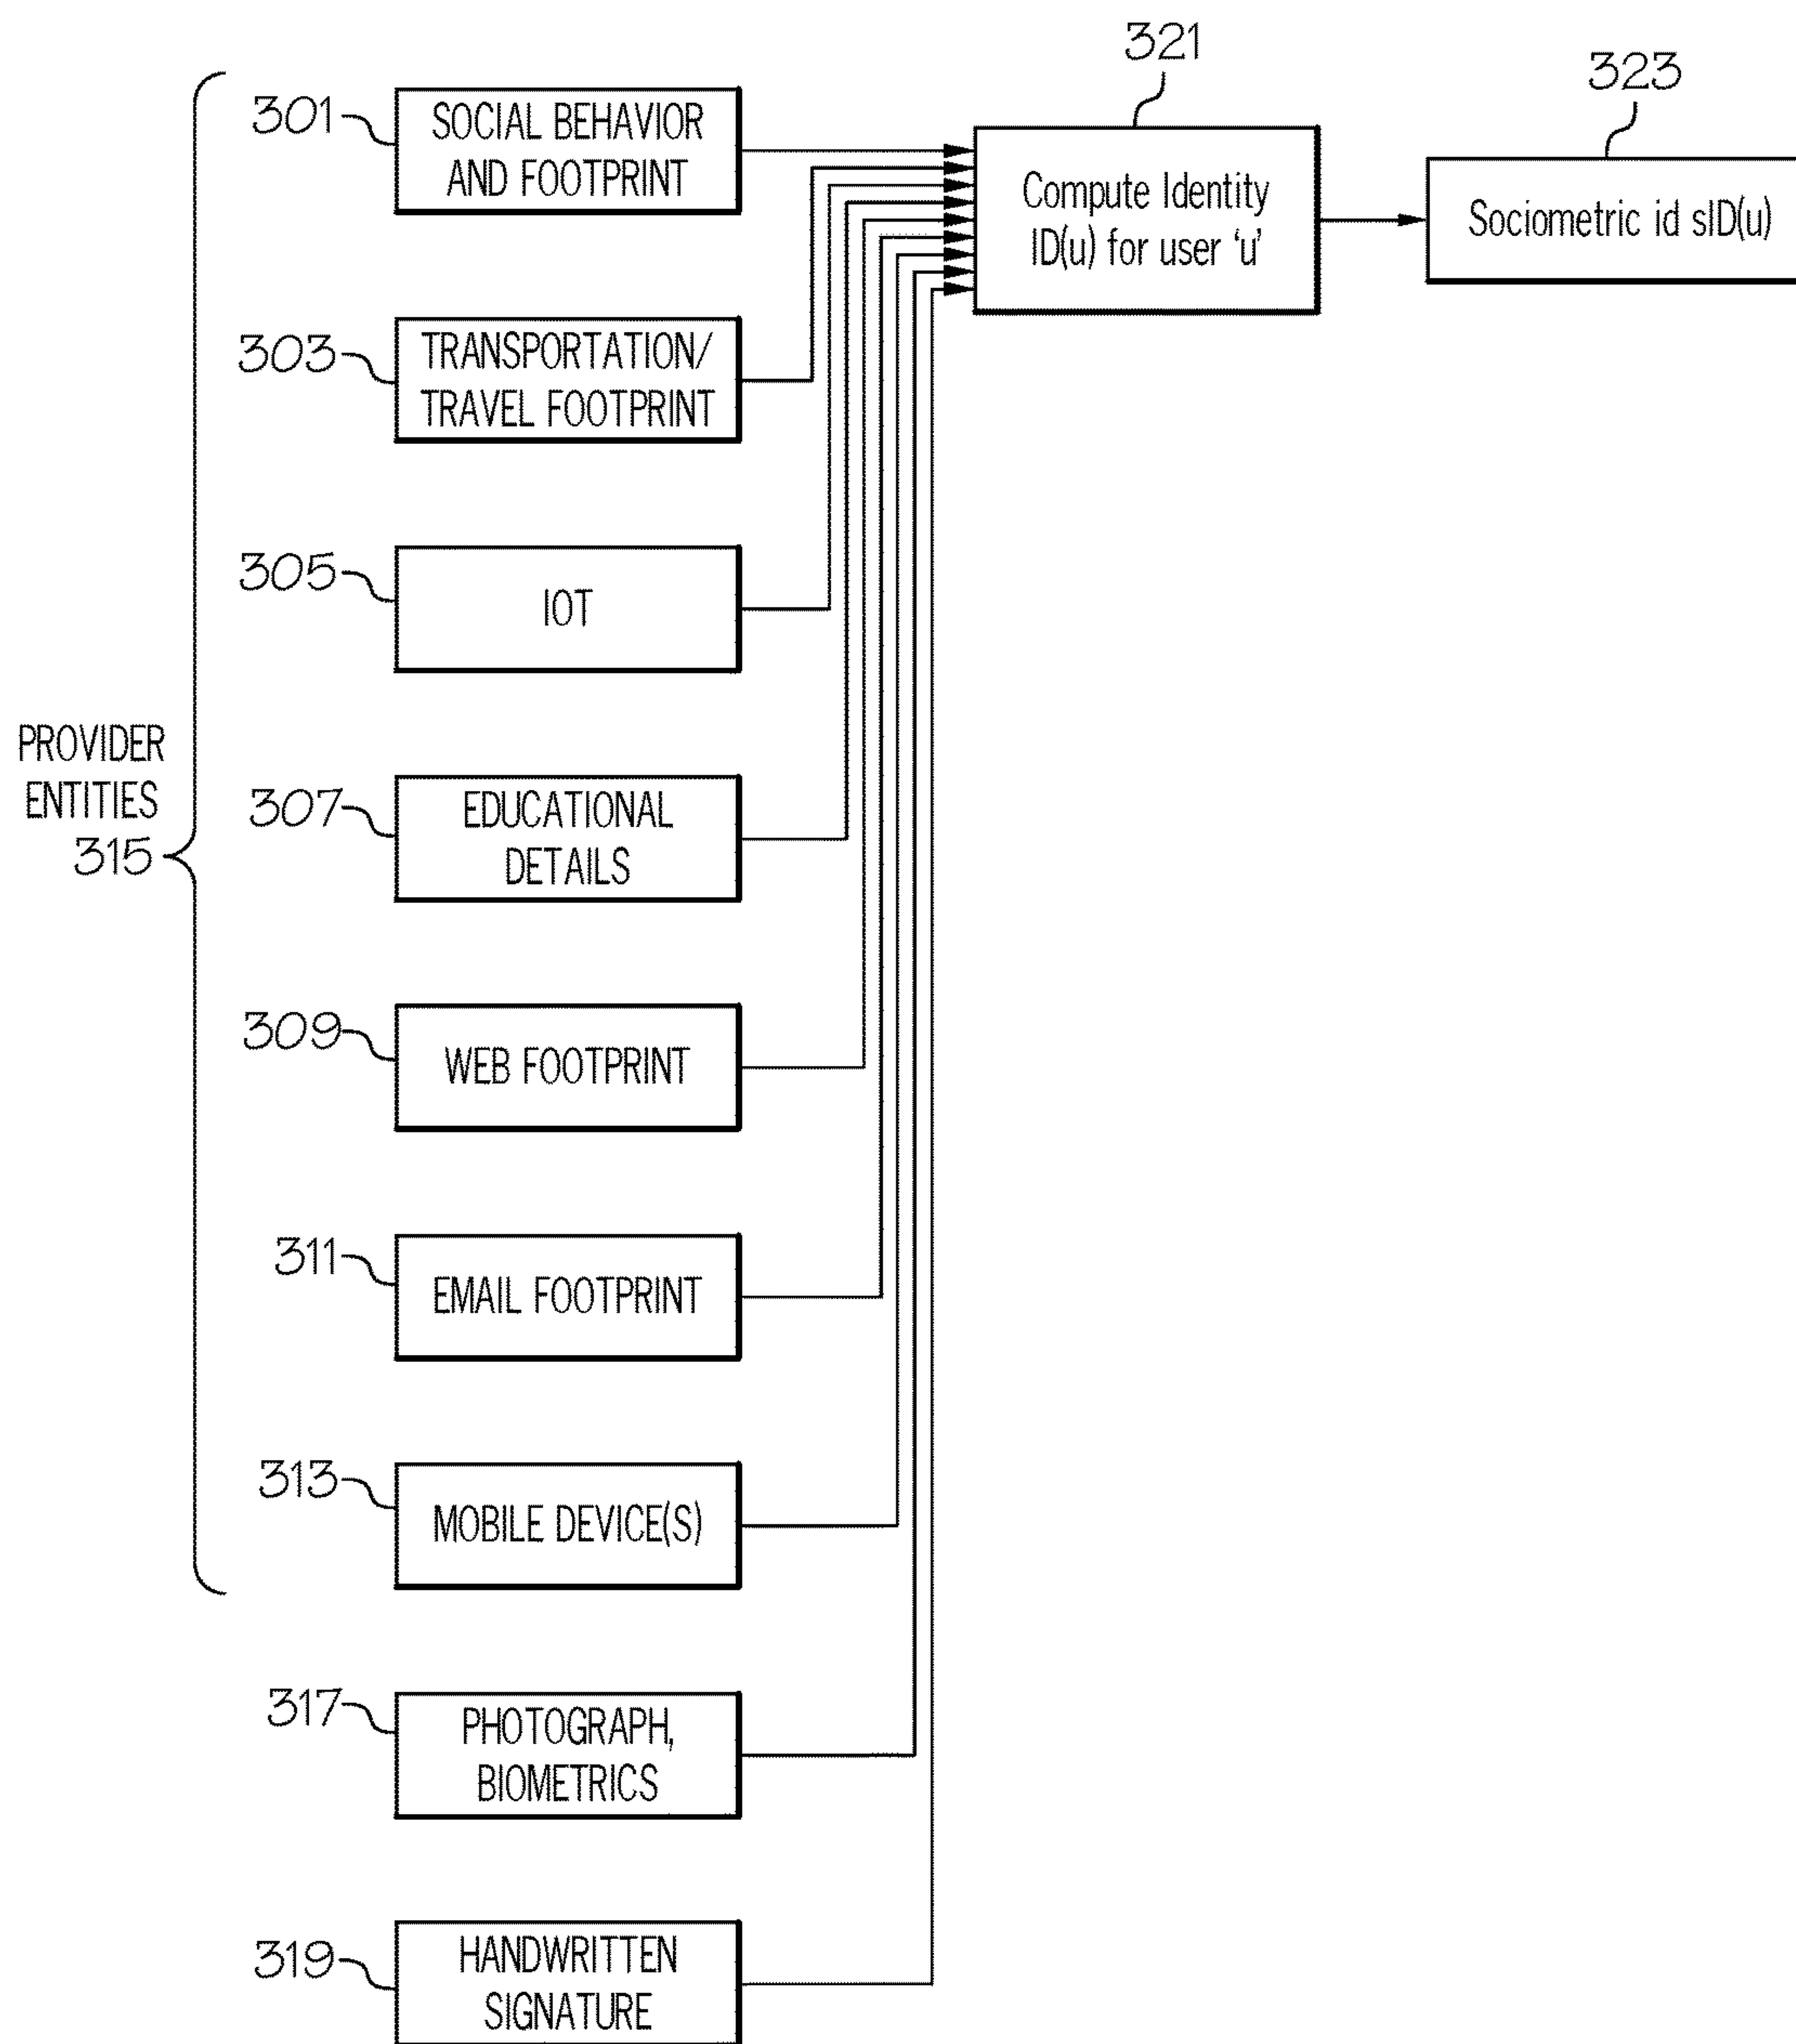 321
323
301
SOCIAL BEHAVIOR
AND FOOTPRINT
Compute Identity
ID(u) for user 'u'
Sociometric id sID(u)
303
TRANSPORTATION/
TRAVEL FOOTPRINT
305
IOT
PROVIDER
ENTITIES
315
307
EDUCATIONAL
DETAILS
309
WEB FOOTPRINT
311
EMAIL FOOTPRINT
313
MOBILE DEVICE(S)
317
PHOTOGRAPH,
BIOMETRICS
319
HANDWRITTEN
SIGNATURE